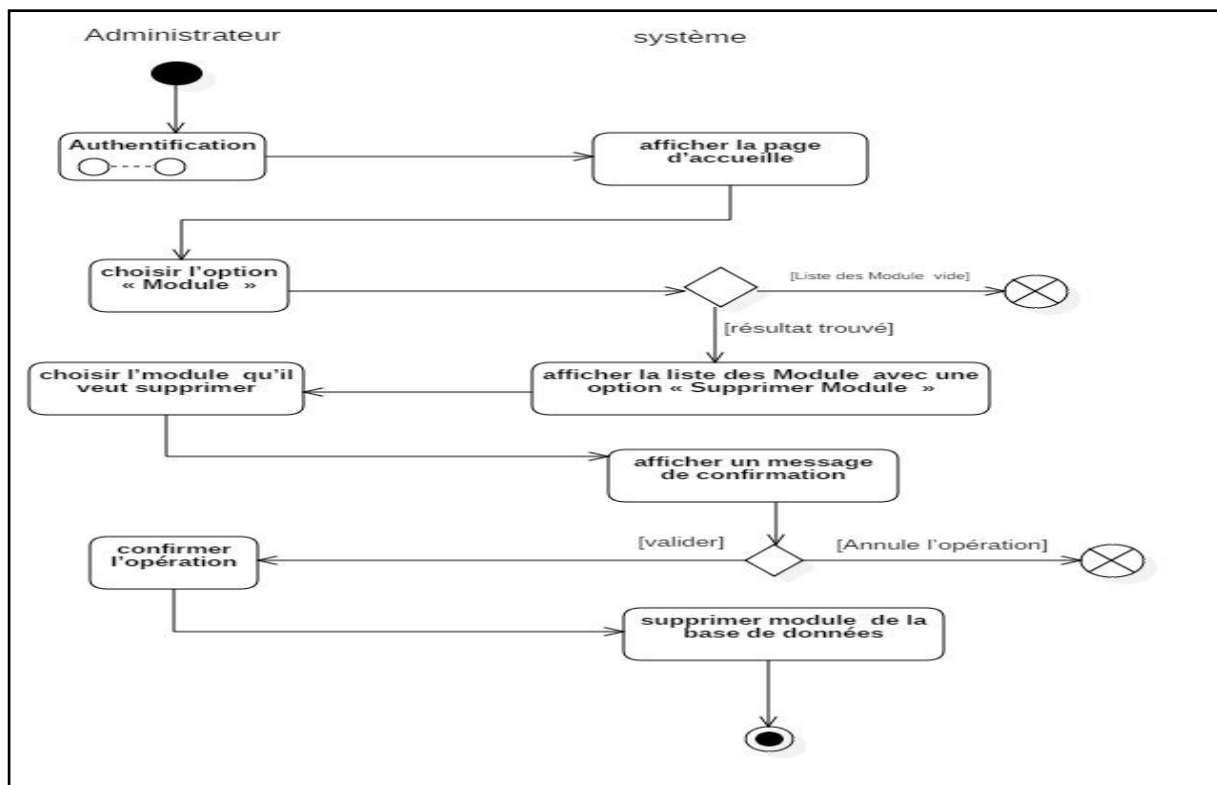 Administrateur
système
Authentification
afficher la page
d'accueille
choisir l'option
« Module »
[Liste des Module vide]
[résultat trouvé]
choisir l'module qu'il
veut supprimer
afficher la liste des Module avec une
option « Supprimer Module »
afficher un message
de confirmation
[valider]
[Annule l'opération]
confirmer
l'opération
supprimer module de la
base de données